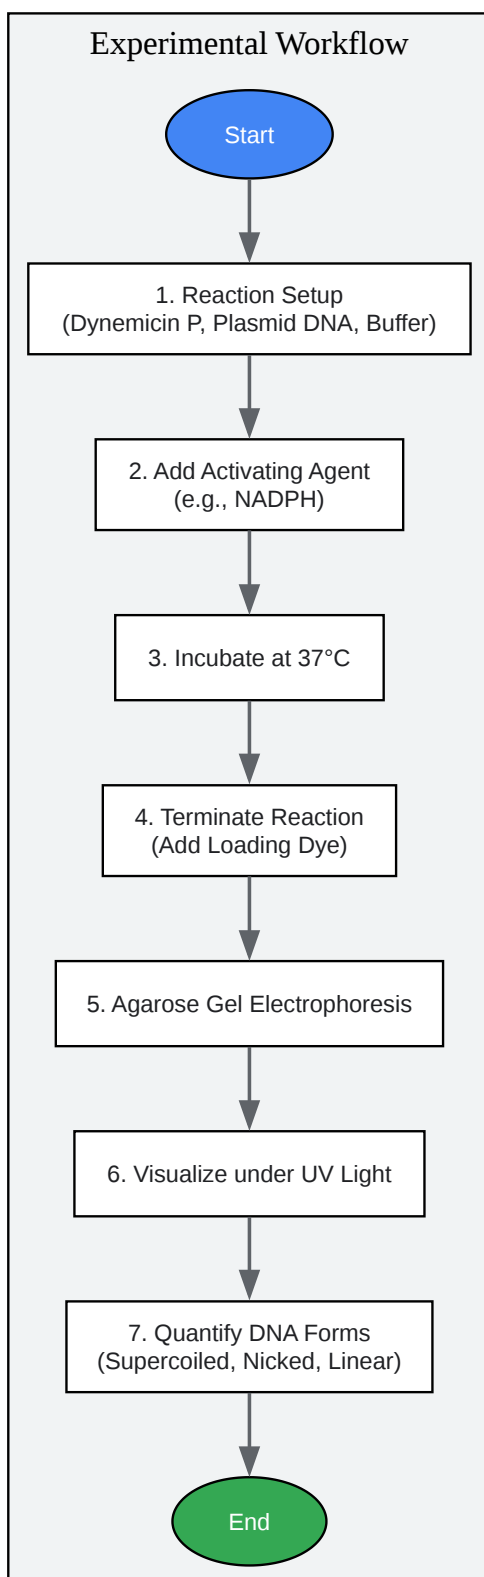 Experimental Workflow
Start
1. Reaction Setup
(Dynemicin P, Plasmid DNA, Buffer)
2. Add Activating Agent
(e.g., NADPH)
3. Incubate at 37°C
4. Terminate Reaction
(Add Loading Dye)
5. Agarose Gel Electrophoresis
6. Visualize under UV Light
7. Quantify DNA Forms
(Supercoiled, Nicked, Linear)
End